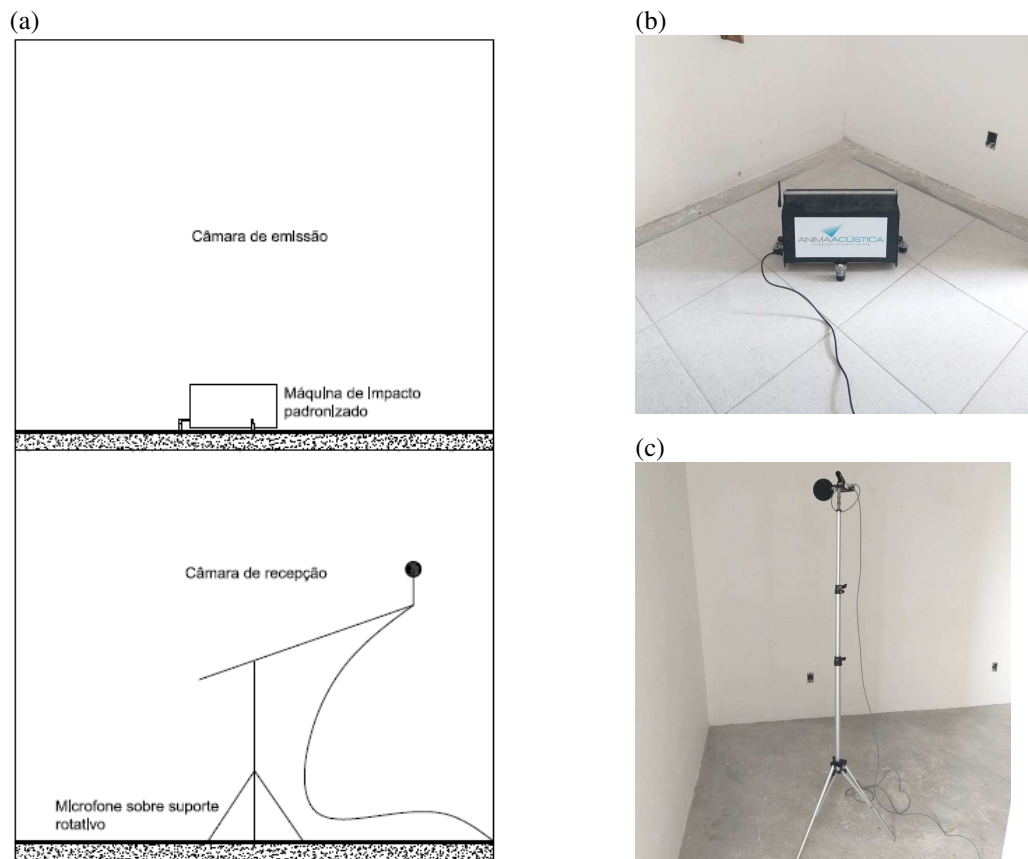 (a)
Câmara de emissão
Máquina de impacto
padronizado
Câmara de recepção
Microfone sobre suporte
rotativo
(b)
ANIMAACÚSTICA
(c)